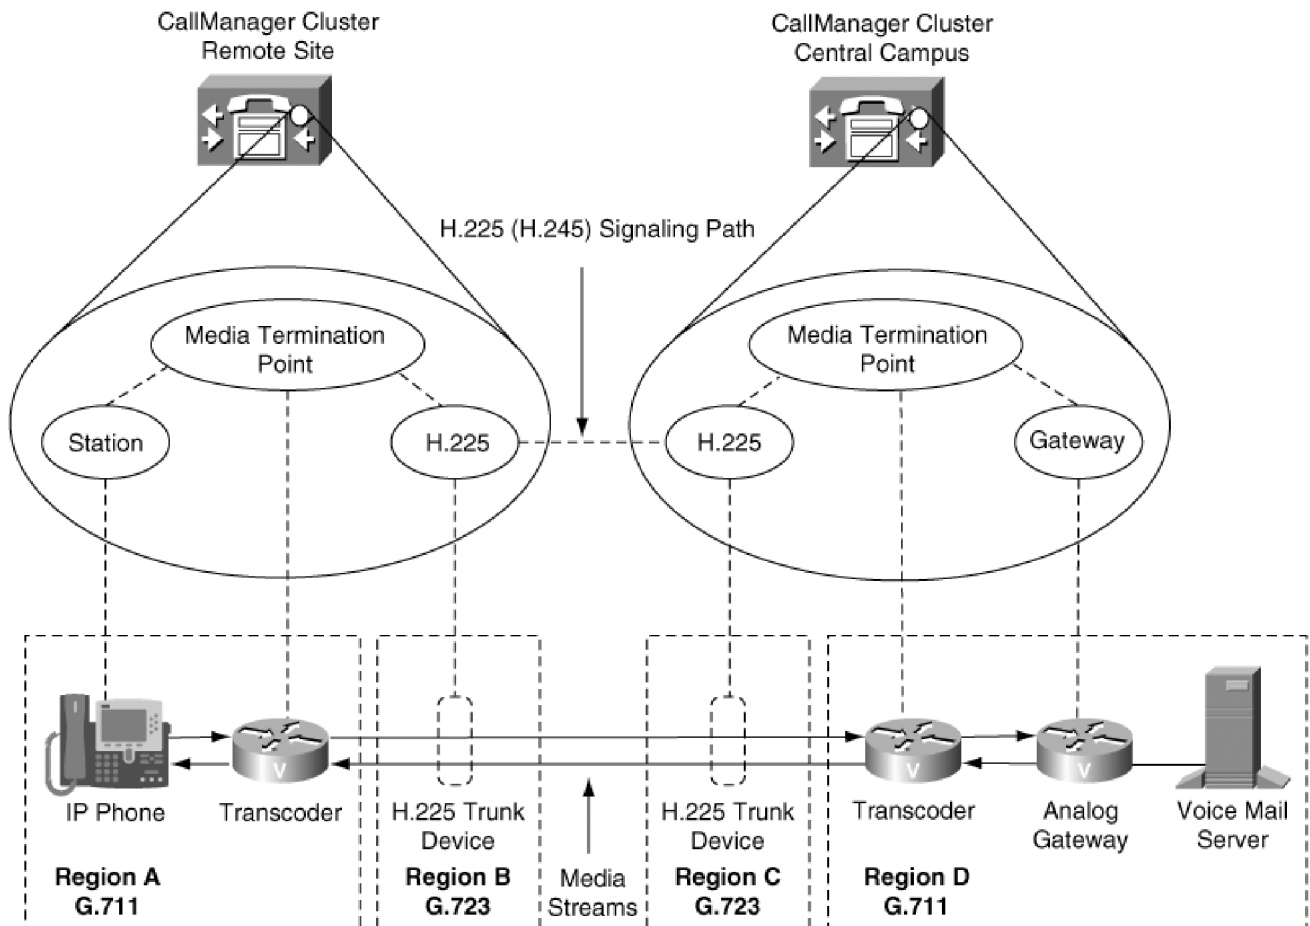 CallManager Cluster
Remote Site
CallManager Cluster
Central Campus
H.225 (H.245) Signaling Path
Media Termination
Point
Media Termination
Point
Station
H.225
H.225
Gateway
V
V
V
IP Phone
Transcoder
H.225 Trunk
Device
H.225 Trunk
Device
Transcoder
Analog
Gateway
Voice Mail
Server
Region A
G.711
Region B
G.723
Media
Streams
Region C
G.723
Region D
G.711